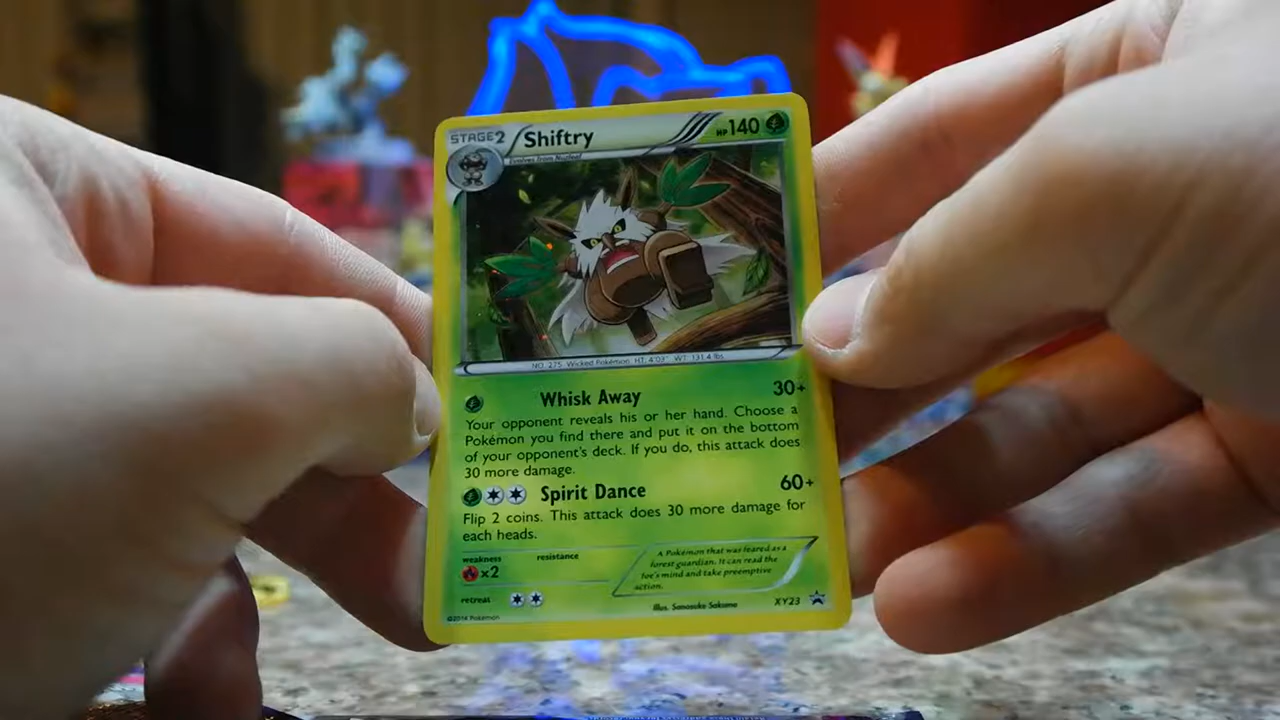 STAGE2 Shiftry HP140
Evolves from Nuzleaf
NO. 275 Wicked Pokémon HT: 4'03" WT: 131.4 lbs.
Whisk Away 30+
Your opponent reveals his or her hand. Choose a
Pokémon you find there and put it on the bottom
of your opponent's deck. If you do, this attack does
30 more damage.
Spirit Dance 60+
Flip 2 coins. This attack does 30 more damage for
each heads.
weakness resistance
×2
A Pokémon that was feared as a
forest guardian. It can read the
foe's mind and take preemptive
action.
retreat
Illus. Sanosuke Sakuma XY23
©2014 Pokémon